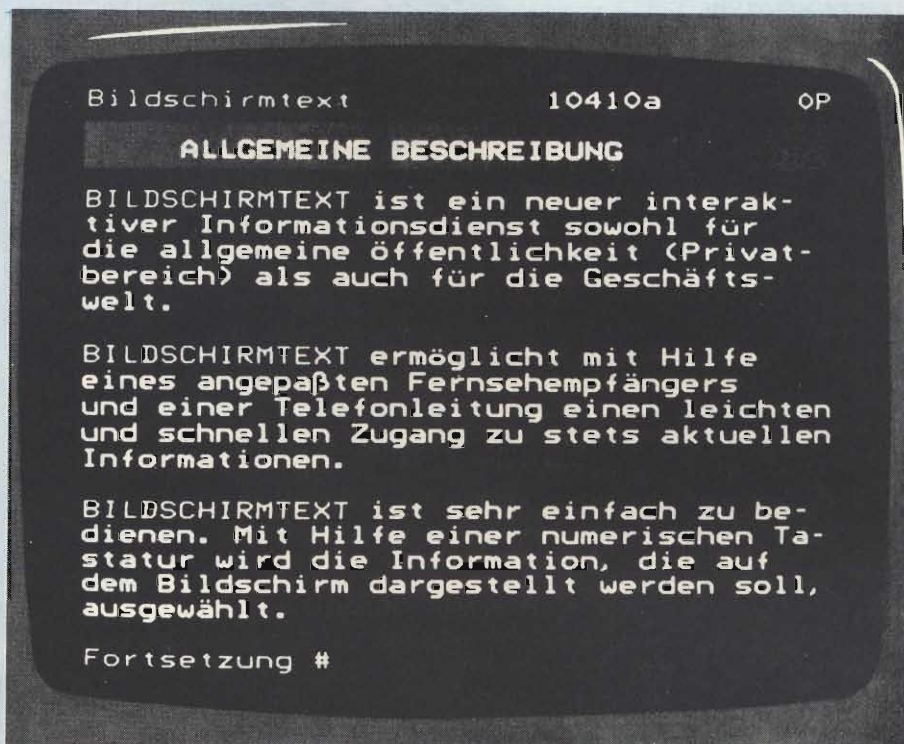 Bildschirmtext 10410a 0P
ALLGEMEINE BESCHREIBUNG
BILDSCHIRMTEXT ist ein neuer interak-
tiver Informationsdienst sowohl für
die allgemeine öffentlichkeit (Privat-
bereich) als auch für die Geschäfts-
welt.
BILDSCHIRMTEXT ermöglicht mit Hilfe
eines angepaßten Fernsehempfängers
und einer Telefonleitung einen leichten
und schnellen Zugang zu stets aktuellen
Informationen.
BILDSCHIRMTEXT ist sehr einfach zu be-
dienen. Mit Hilfe einer numerischen Ta-
statur wird die Information, die auf
dem Bildschirm dargestellt werden soll,
ausgewählt.
Fortsetzung #